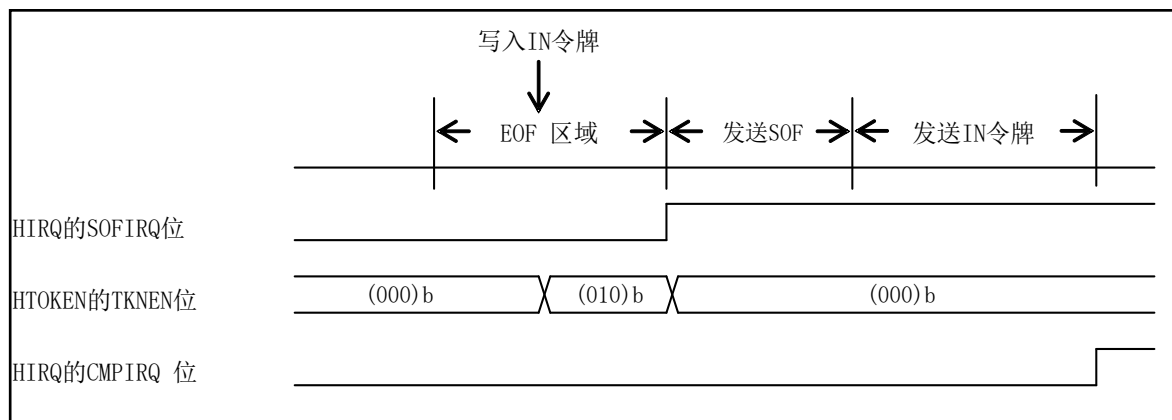 写入IN令牌
EOF 区域
发送SOF
发送IN令牌
HIRQ的SOFIRQ位
HTOKEN的TKNEN位
(000)b
(010)b
(000)b
HIRQ的CMPIRQ 位